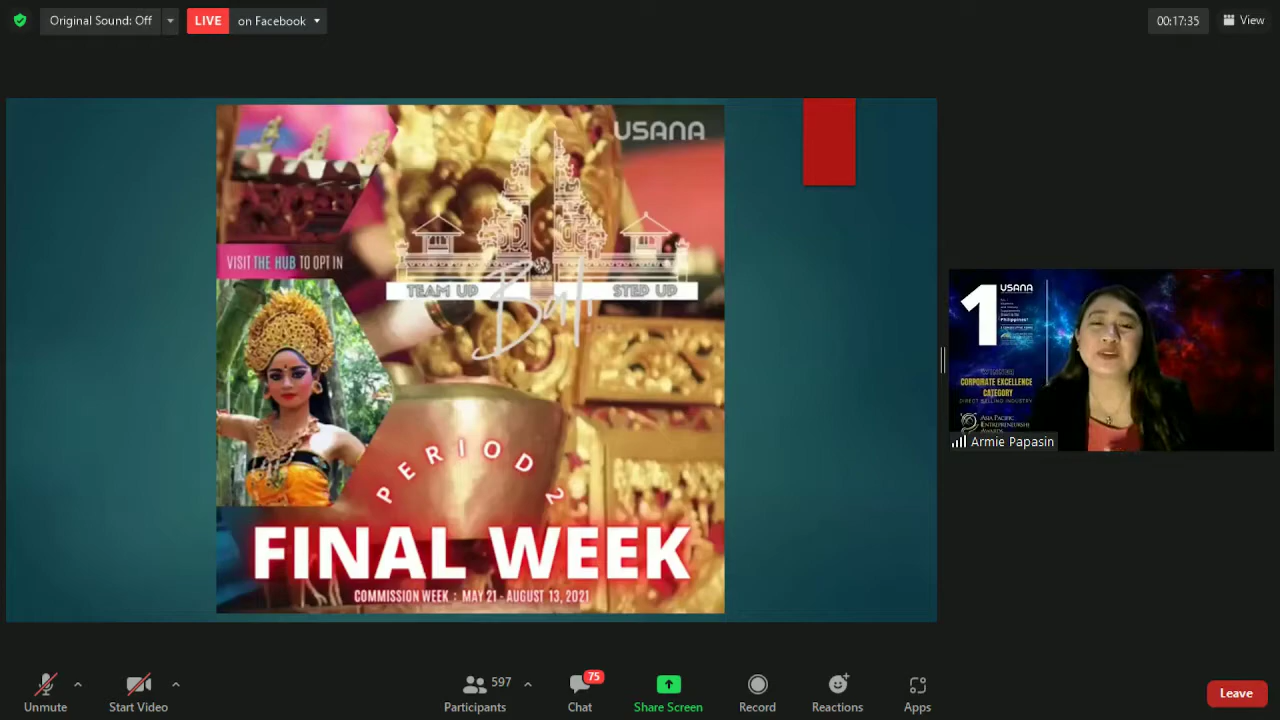 Original Sound: Off
LIVE on Facebook
00:17:35
View
USANA
VISIT THE HUB TO OPT IN
TEAM UP
Bali
STED UP
PERIOD 2
FINAL WEEK
COMMISSION WEEK : MAY 21 - AUGUST 13, 2021
1
USANA
Philippines
WINNER
CORPORATE EXCELLENCE
CATEGORY
DIRECT SELLING INDUSTRY
ASIA PACIFIC
ENTREPRENEURSHIP
AWARDS
Armie Papasin
Unmute
Start Video
597
Participants
75
Chat
Share Screen
Record
Reactions
Apps
Leave